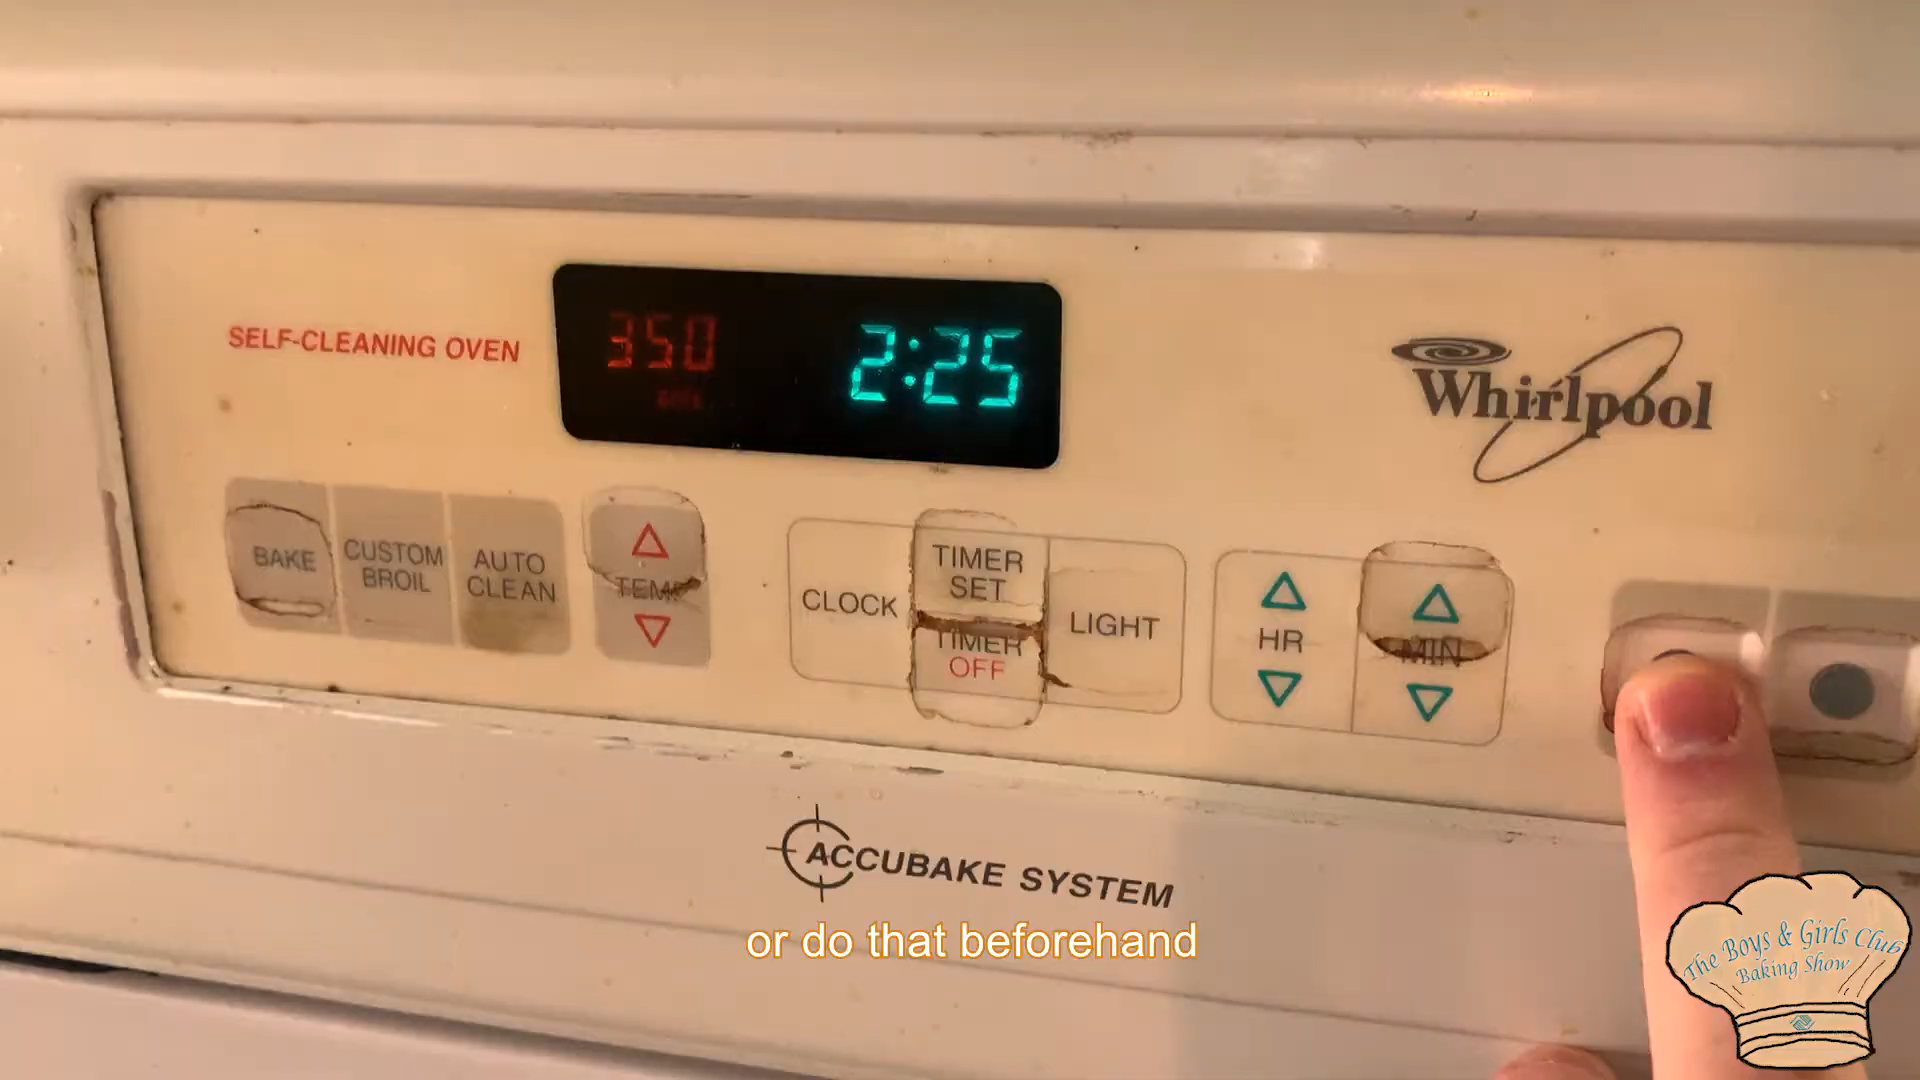 SELF-CLEANING OVEN
350
2:25
Whirlpool
BAKE
CUSTOM
BROIL
AUTO
CLEAN
TEMP
CLOCK
TIMER
SET
TIMER
OFF
LIGHT
HR
MIN
ACCUBAKE SYSTEM
or do that beforehand
The Boys & Girls Club
Baking Show